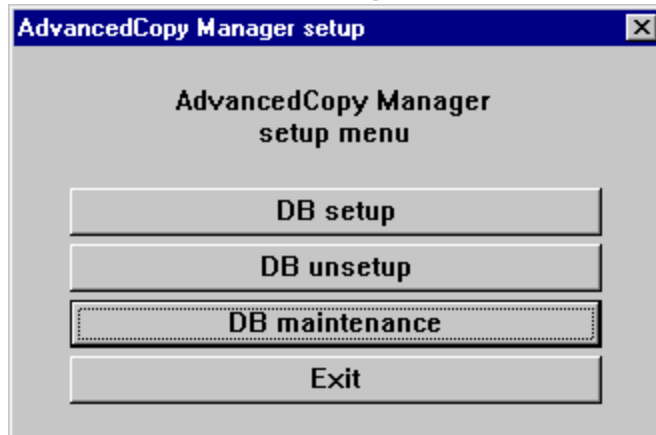 AdvancedCopy Manager setup
AdvancedCopy Manager
setup menu
DB setup
DB unsetup
DB maintenance
Exit